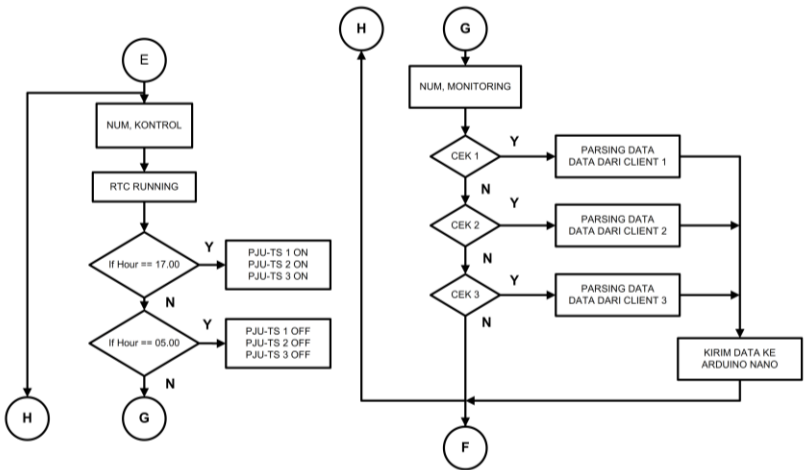 E
NUM, KONTROL
RTC RUNNING
If Hour == 17.00
Y
PJU-TS 1 ON
PJU-TS 2 ON
PJU-TS 3 ON
N
If Hour == 05.00
Y
PJU-TS 1 OFF
PJU-TS 2 OFF
PJU-TS 3 OFF
N
H
G
H
G
NUM, MONITORING
CEK 1
Y
PARSING DATA
DATA DARI CLIENT 1
N
CEK 2
Y
PARSING DATA
DATA DARI CLIENT 2
N
CEK 3
Y
PARSING DATA
DATA DARI CLIENT 3
N
KIRIM DATA KE
ARDUINO NANO
F